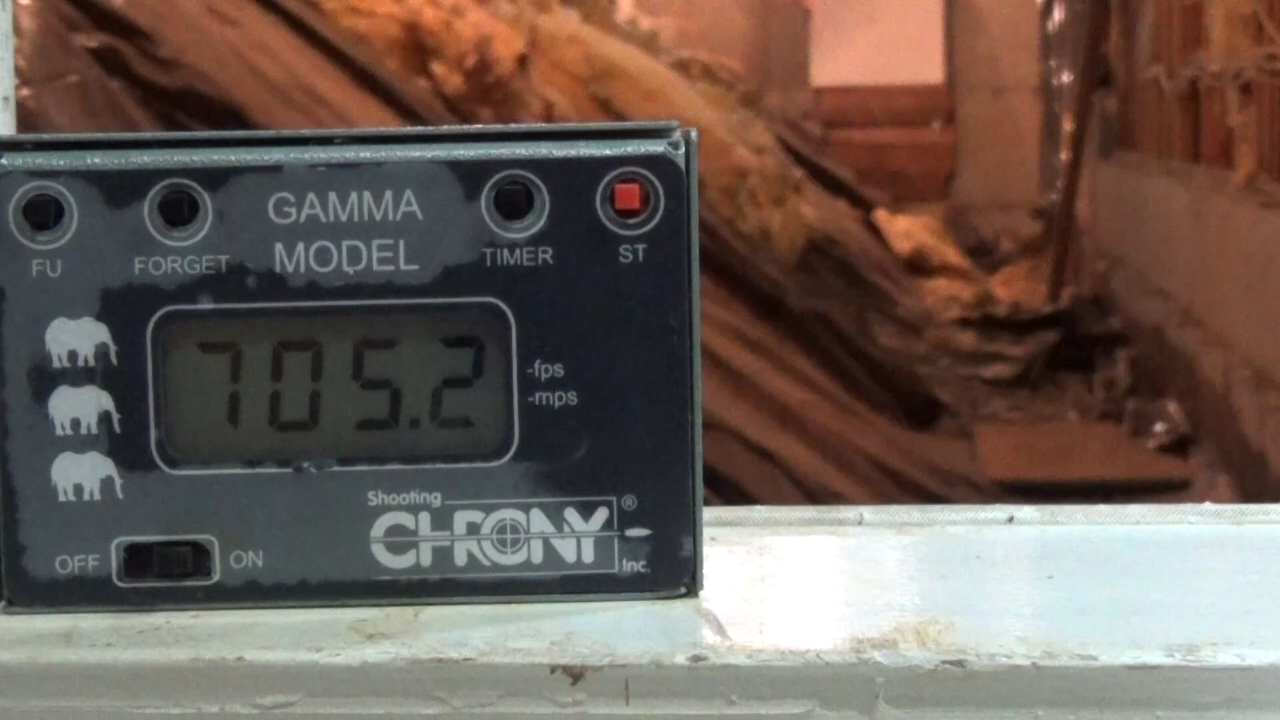 GAMMA
MODEL
FU FORGET TIMER ST
705.2
-fps
-mps
Shooting
CHRONY ®
Inc.
OFF ON